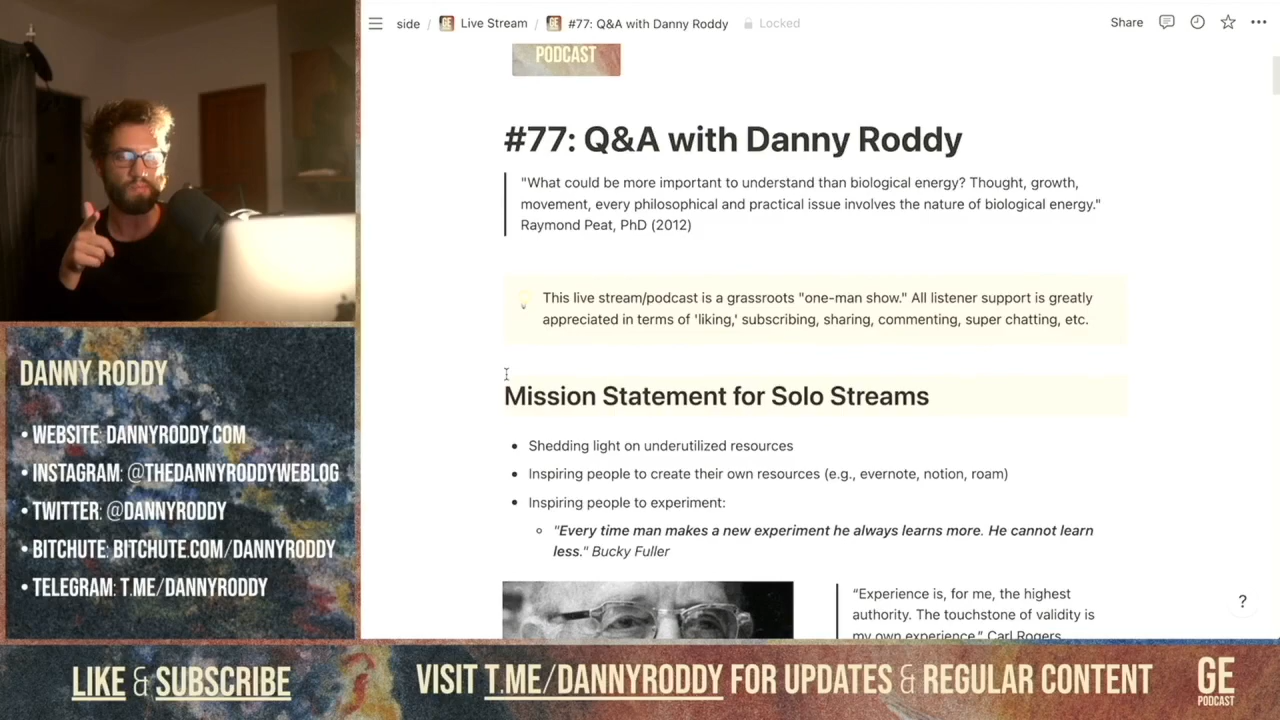 side / Live Stream / #77: Q&A with Danny Roddy Locked Share
PODCAST
#77: Q&A with Danny Roddy
"What could be more important to understand than biological energy? Thought, growth,
movement, every philosophical and practical issue involves the nature of biological energy."
Raymond Peat, PhD (2012)
This live stream/podcast is a grassroots "one-man show." All listener support is greatly
appreciated in terms of 'liking,' subscribing, sharing, commenting, super chatting, etc.
Mission Statement for Solo Streams
• Shedding light on underutilized resources
• Inspiring people to create their own resources (e.g., evernote, notion, roam)
• Inspiring people to experiment:
"Every time man makes a new experiment he always learns more. He cannot learn
less." Bucky Fuller
“Experience is, for me, the highest
authority. The touchstone of validity is
my own experience.” Carl Rogers
?
DANNY RODDY
• WEBSITE: DANNYRODDY.COM
• INSTAGRAM: @THEDANNYRODDYWEBLOG
• TWITTER: @DANNYRODDY
• BITCHUTE: BITCHUTE.COM/DANNYRODDY
• TELEGRAM: T.ME/DANNYRODDY
LIKE & SUBSCRIBE
VISIT T.ME/DANNYRODDY FOR UPDATES & REGULAR CONTENT
GE
PODCAST